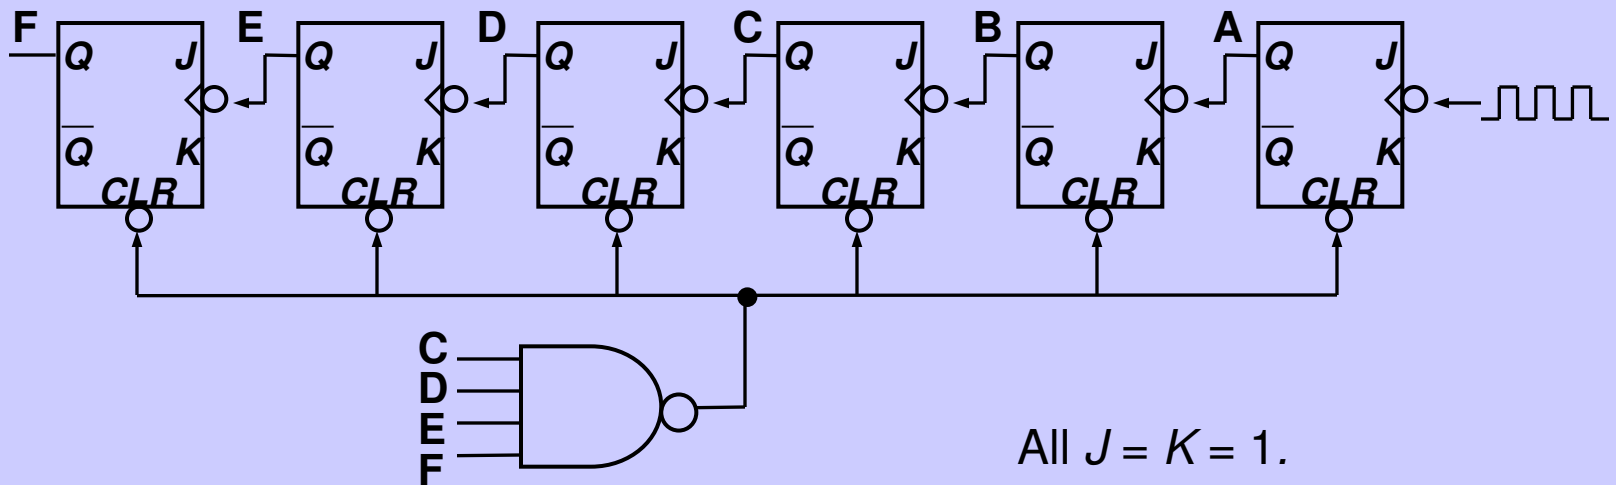 F E D C B A
Q J Q J Q J Q J Q J Q J
Q K Q K Q K Q K Q K Q K
CLR CLR CLR CLR CLR CLR
C
D
E
F
All J = K = 1.